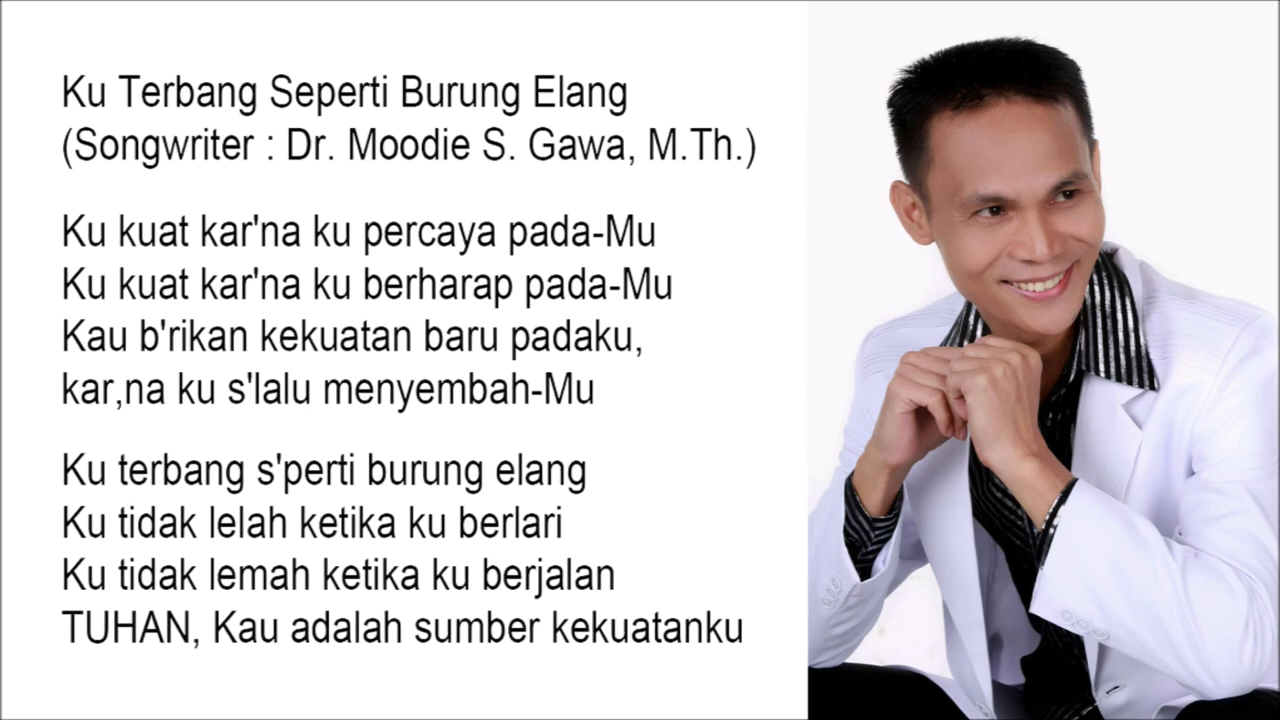 Ku Terbang Seperti Burung Elang
(Songwriter : Dr. Moodie S. Gawa, M.Th.)
Ku kuat kar'na ku percaya pada-Mu
Ku kuat kar'na ku berharap pada-Mu
Kau b'rikan kekuatan baru padaku,
kar,na ku s'lalu menyembah-Mu
Ku terbang s'perti burung elang
Ku tidak lelah ketika ku berlari
Ku tidak lemah ketika ku berjalan
TUHAN, Kau adalah sumber kekuatanku